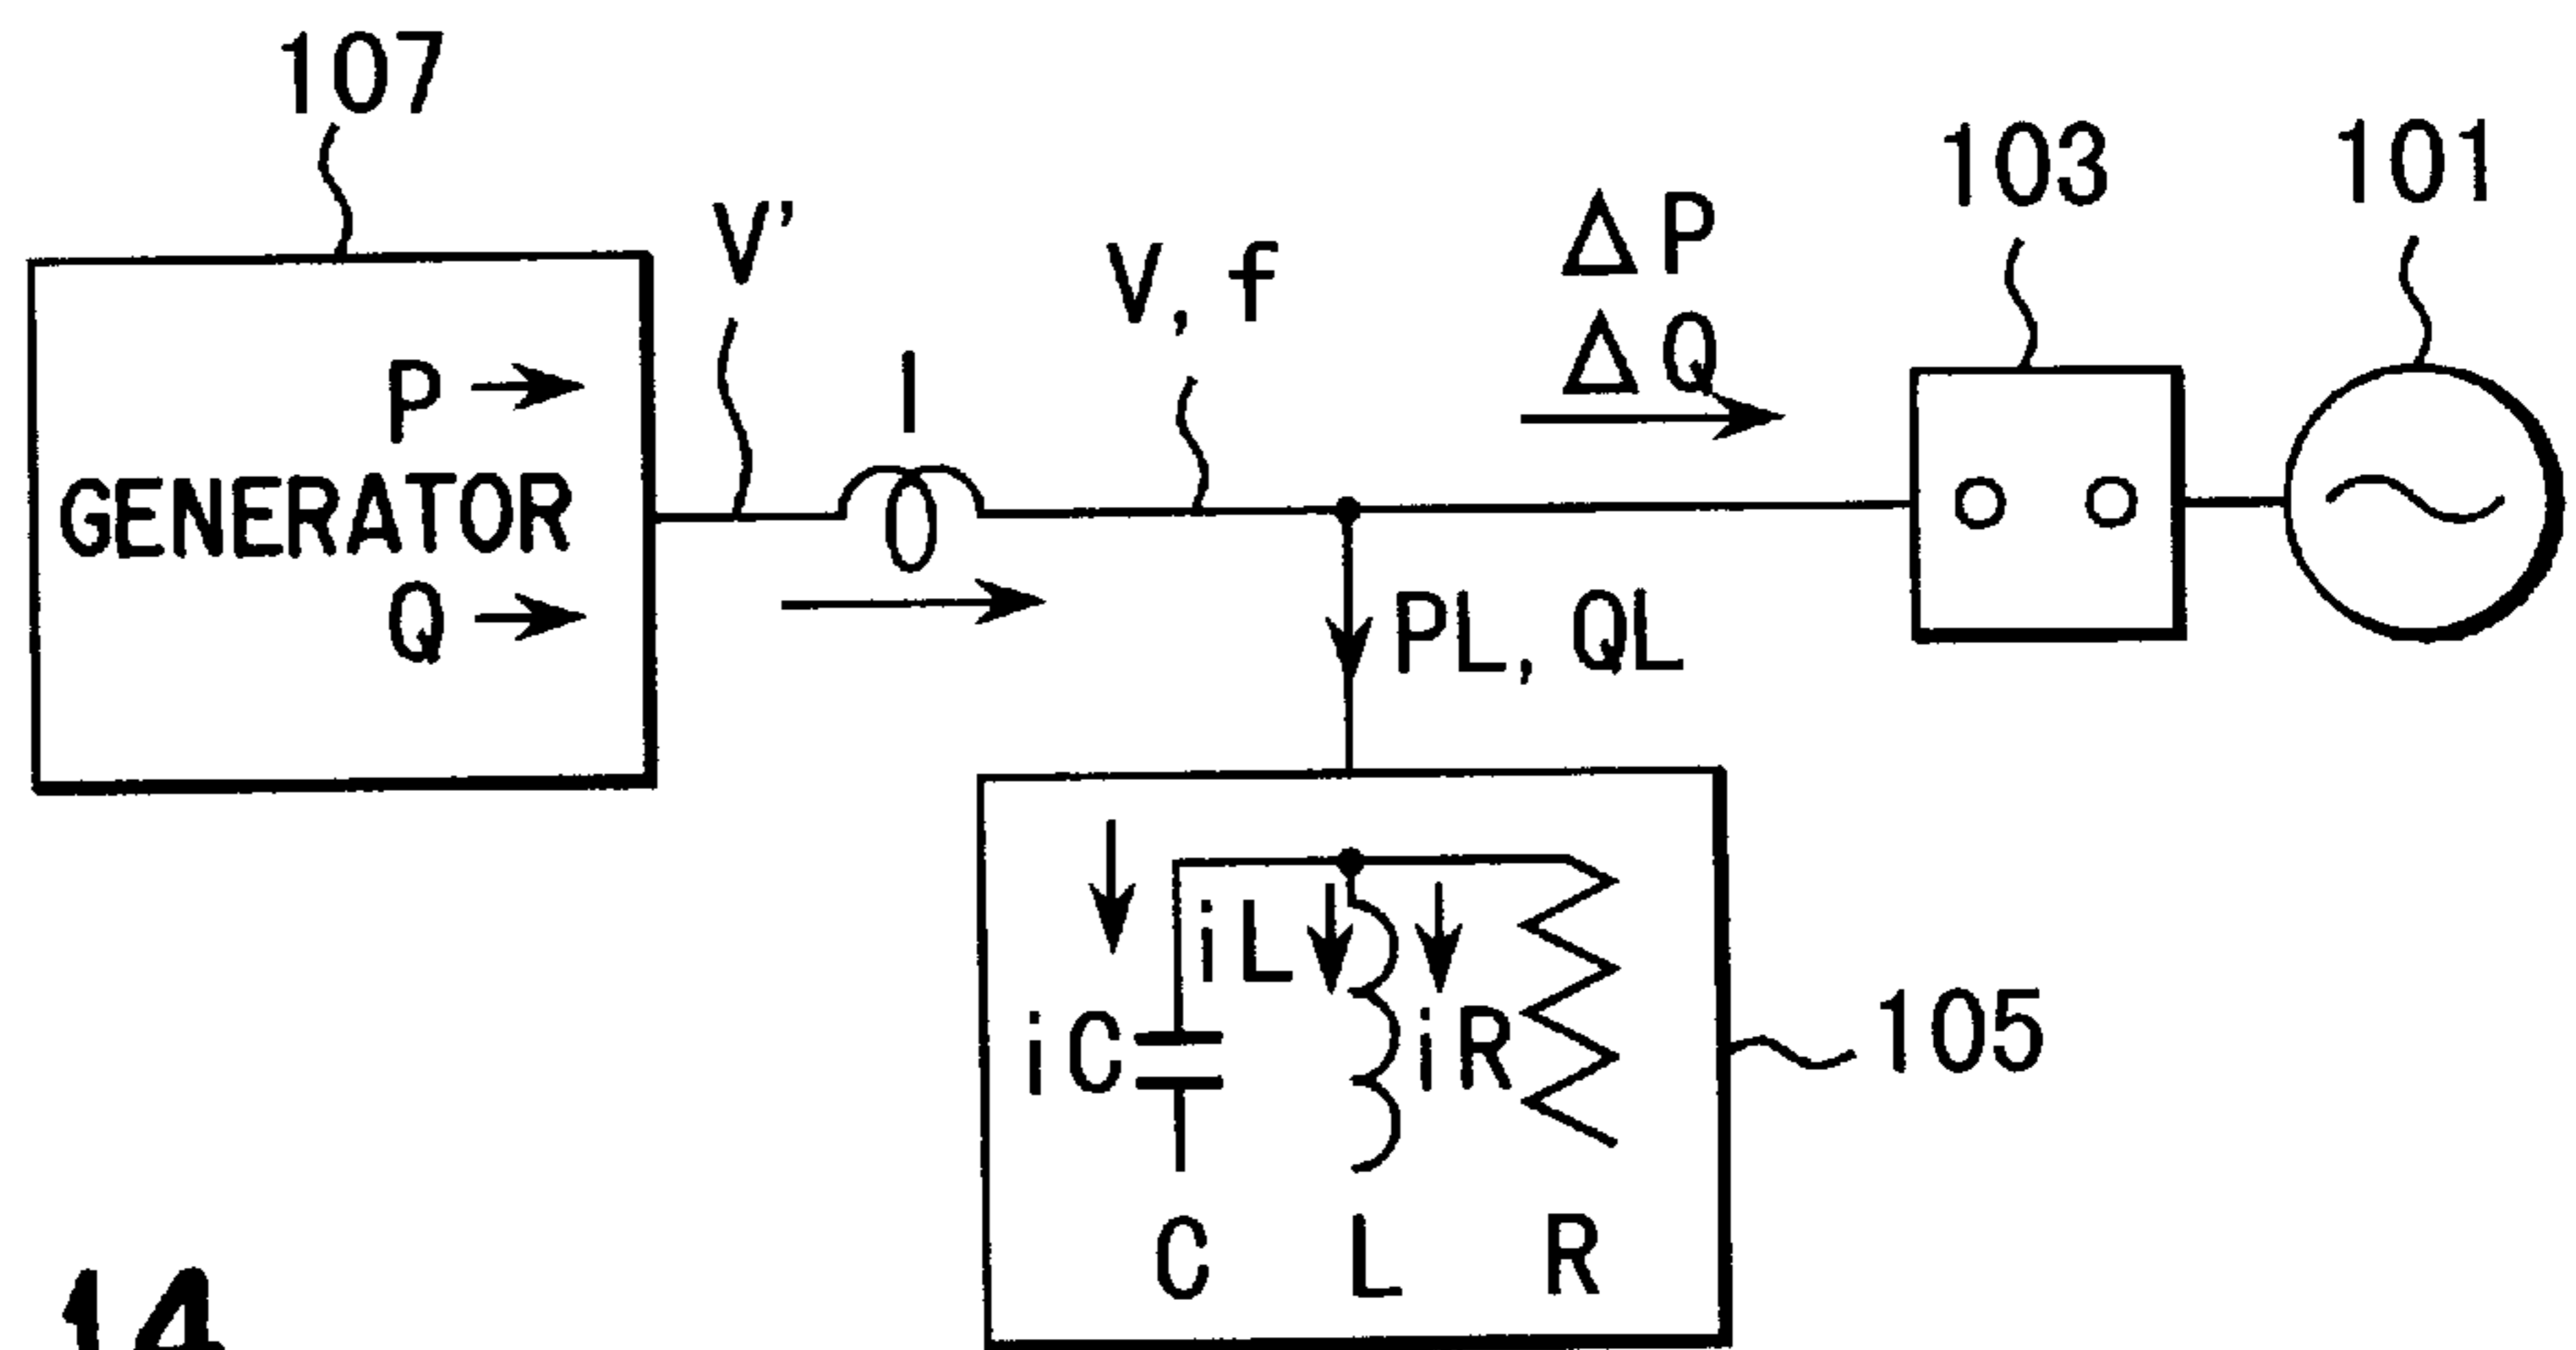 107
103
101
V'
V, f
ΔP
ΔQ
I
P
GENERATOR
Q
PL, QL
iL
iC
iR
105
C L R
14